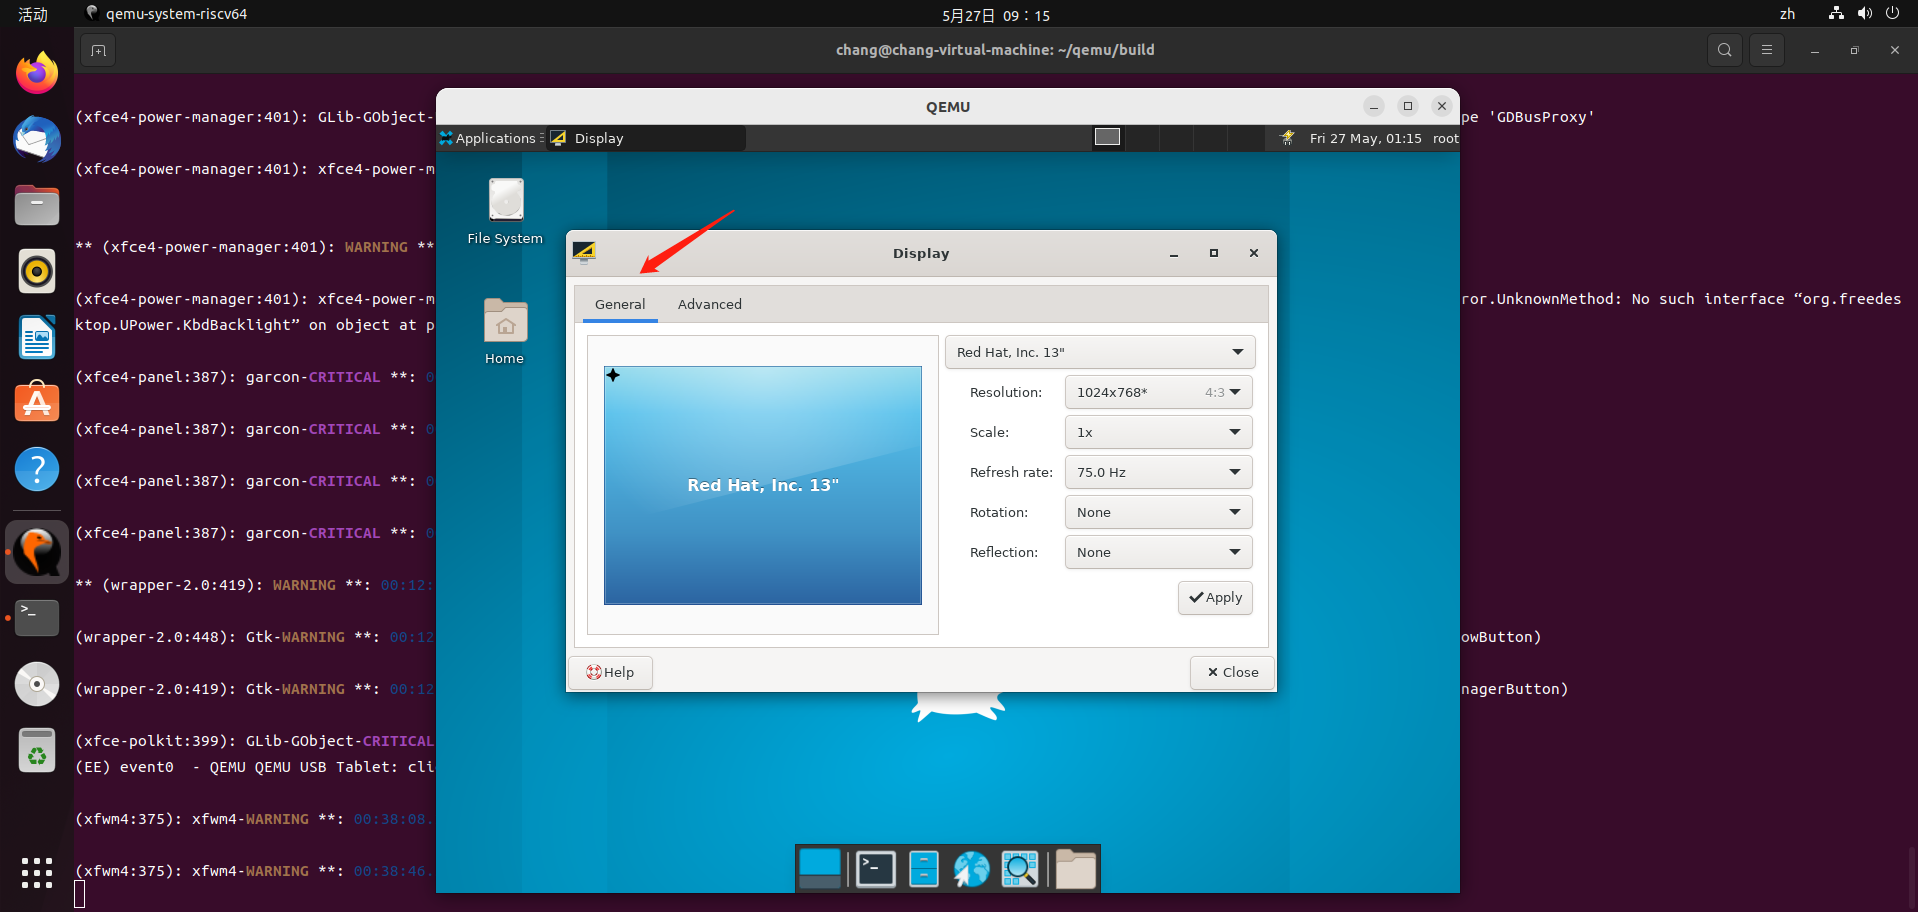 活动
qemu-system-riscv64
5月27日 09：15
zh
chang@chang-virtual-machine: ~/qemu/build
(xfce4-power-manager:401): GLib-GObject-
pe 'GDBusProxy'
(xfce4-power-manager:401): xfce4-power-m
** (xfce4-power-manager:401): WARNING **
(xfce4-power-manager:401): xfce4-power-m
ror.UnknownMethod: No such interface “org.freedes
ktop.UPower.KbdBacklight” on object at p
(xfce4-panel:387): garcon-CRITICAL **: 0
(xfce4-panel:387): garcon-CRITICAL **: 0
(xfce4-panel:387): garcon-CRITICAL **: 0
(xfce4-panel:387): garcon-CRITICAL **: 0
** (wrapper-2.0:419): WARNING **: 00:12:
(wrapper-2.0:448): Gtk-WARNING **: 00:12
owButton)
(wrapper-2.0:419): Gtk-WARNING **: 00:12
nagerButton)
(xfce-polkit:399): GLib-GObject-CRITICAL
(EE) event0  - QEMU QEMU USB Tablet: cli
(xfwm4:375): xfwm4-WARNING **: 00:38:08.
(xfwm4:375): xfwm4-WARNING **: 00:38:46.
QEMU
Applications
Display
Fri 27 May, 01:15
root
File System
Home
Display
General
Advanced
Red Hat, Inc. 13"
Red Hat, Inc. 13"
Resolution:
1024x768*
4:3
Scale:
1x
Refresh rate:
75.0 Hz
Rotation:
None
Reflection:
None
Apply
Help
Close